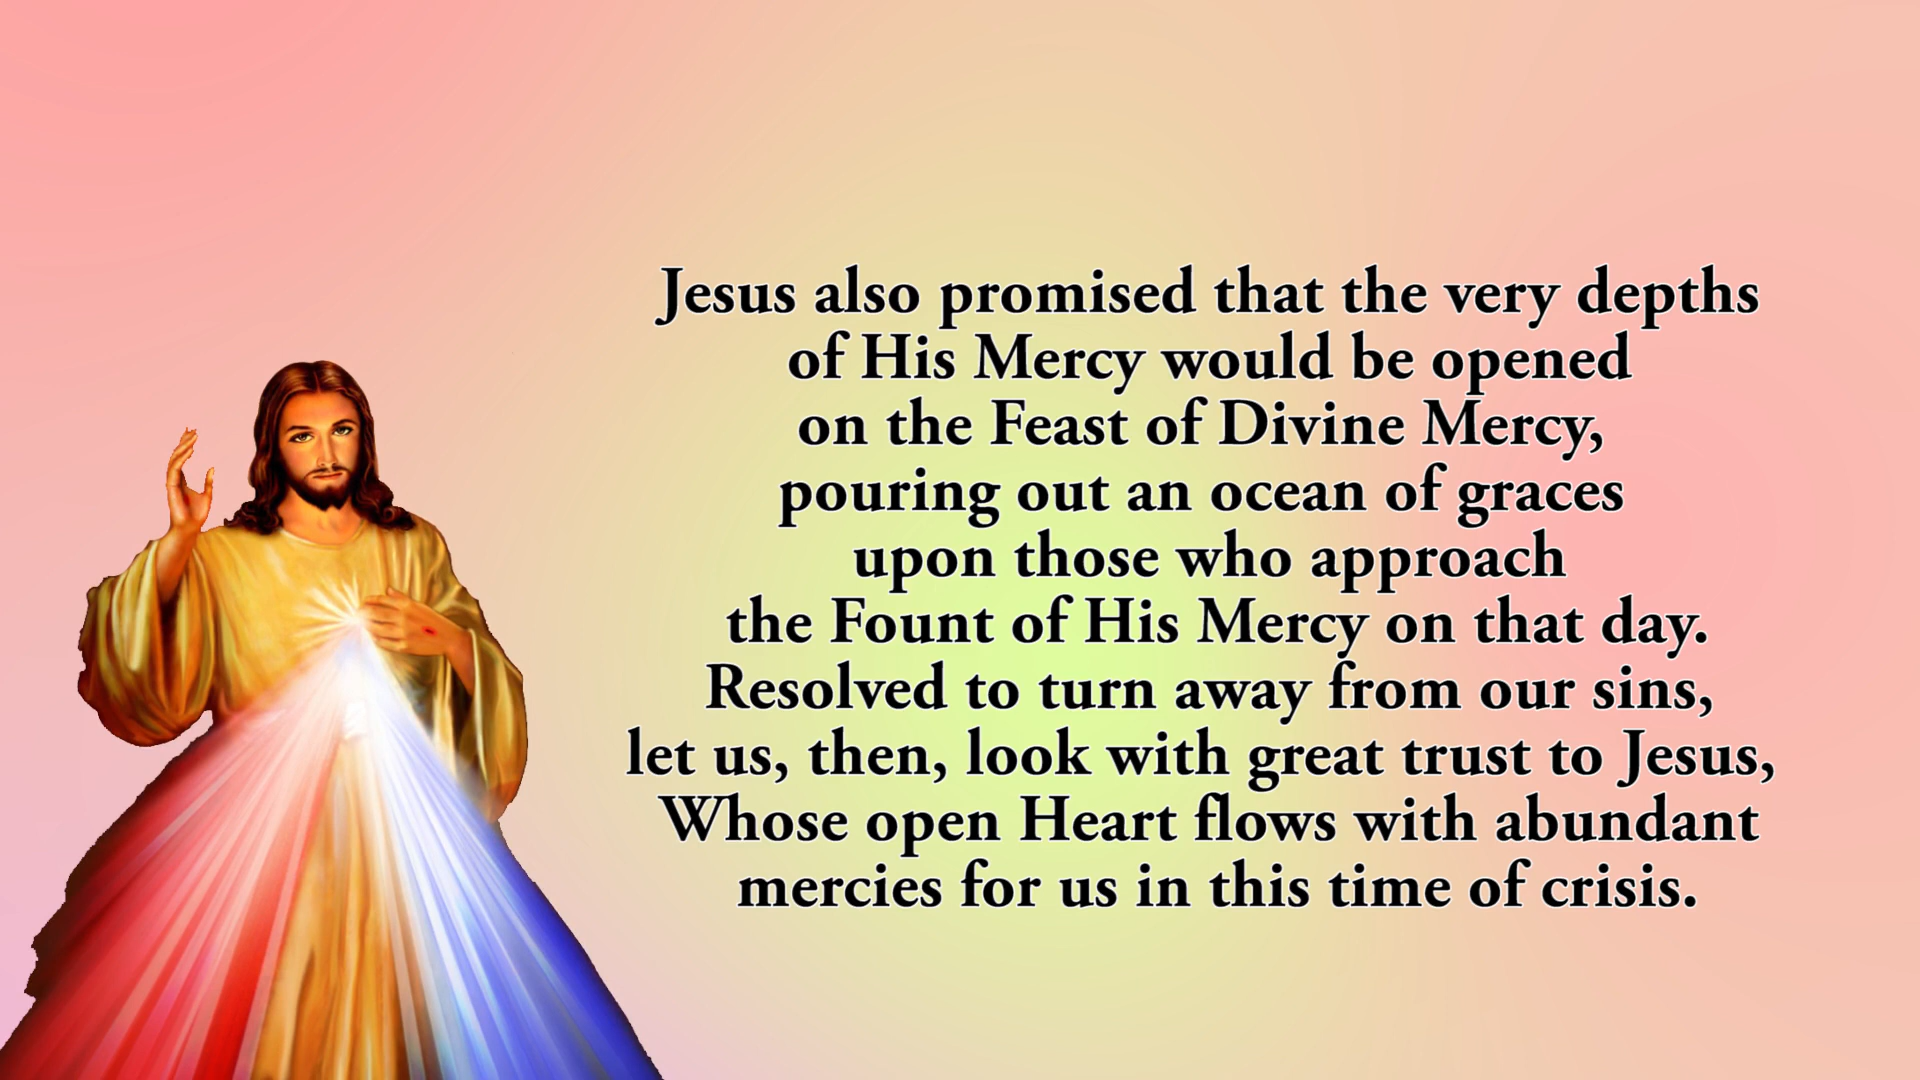 Jesus also promised that the very depths
of His Mercy would be opened
on the Feast of Divine Mercy,
pouring out an ocean of graces
upon those who approach
the Fount of His Mercy on that day.
Resolved to turn away from our sins,
let us, then, look with great trust to Jesus,
Whose open Heart flows with abundant
mercies for us in this time of crisis.